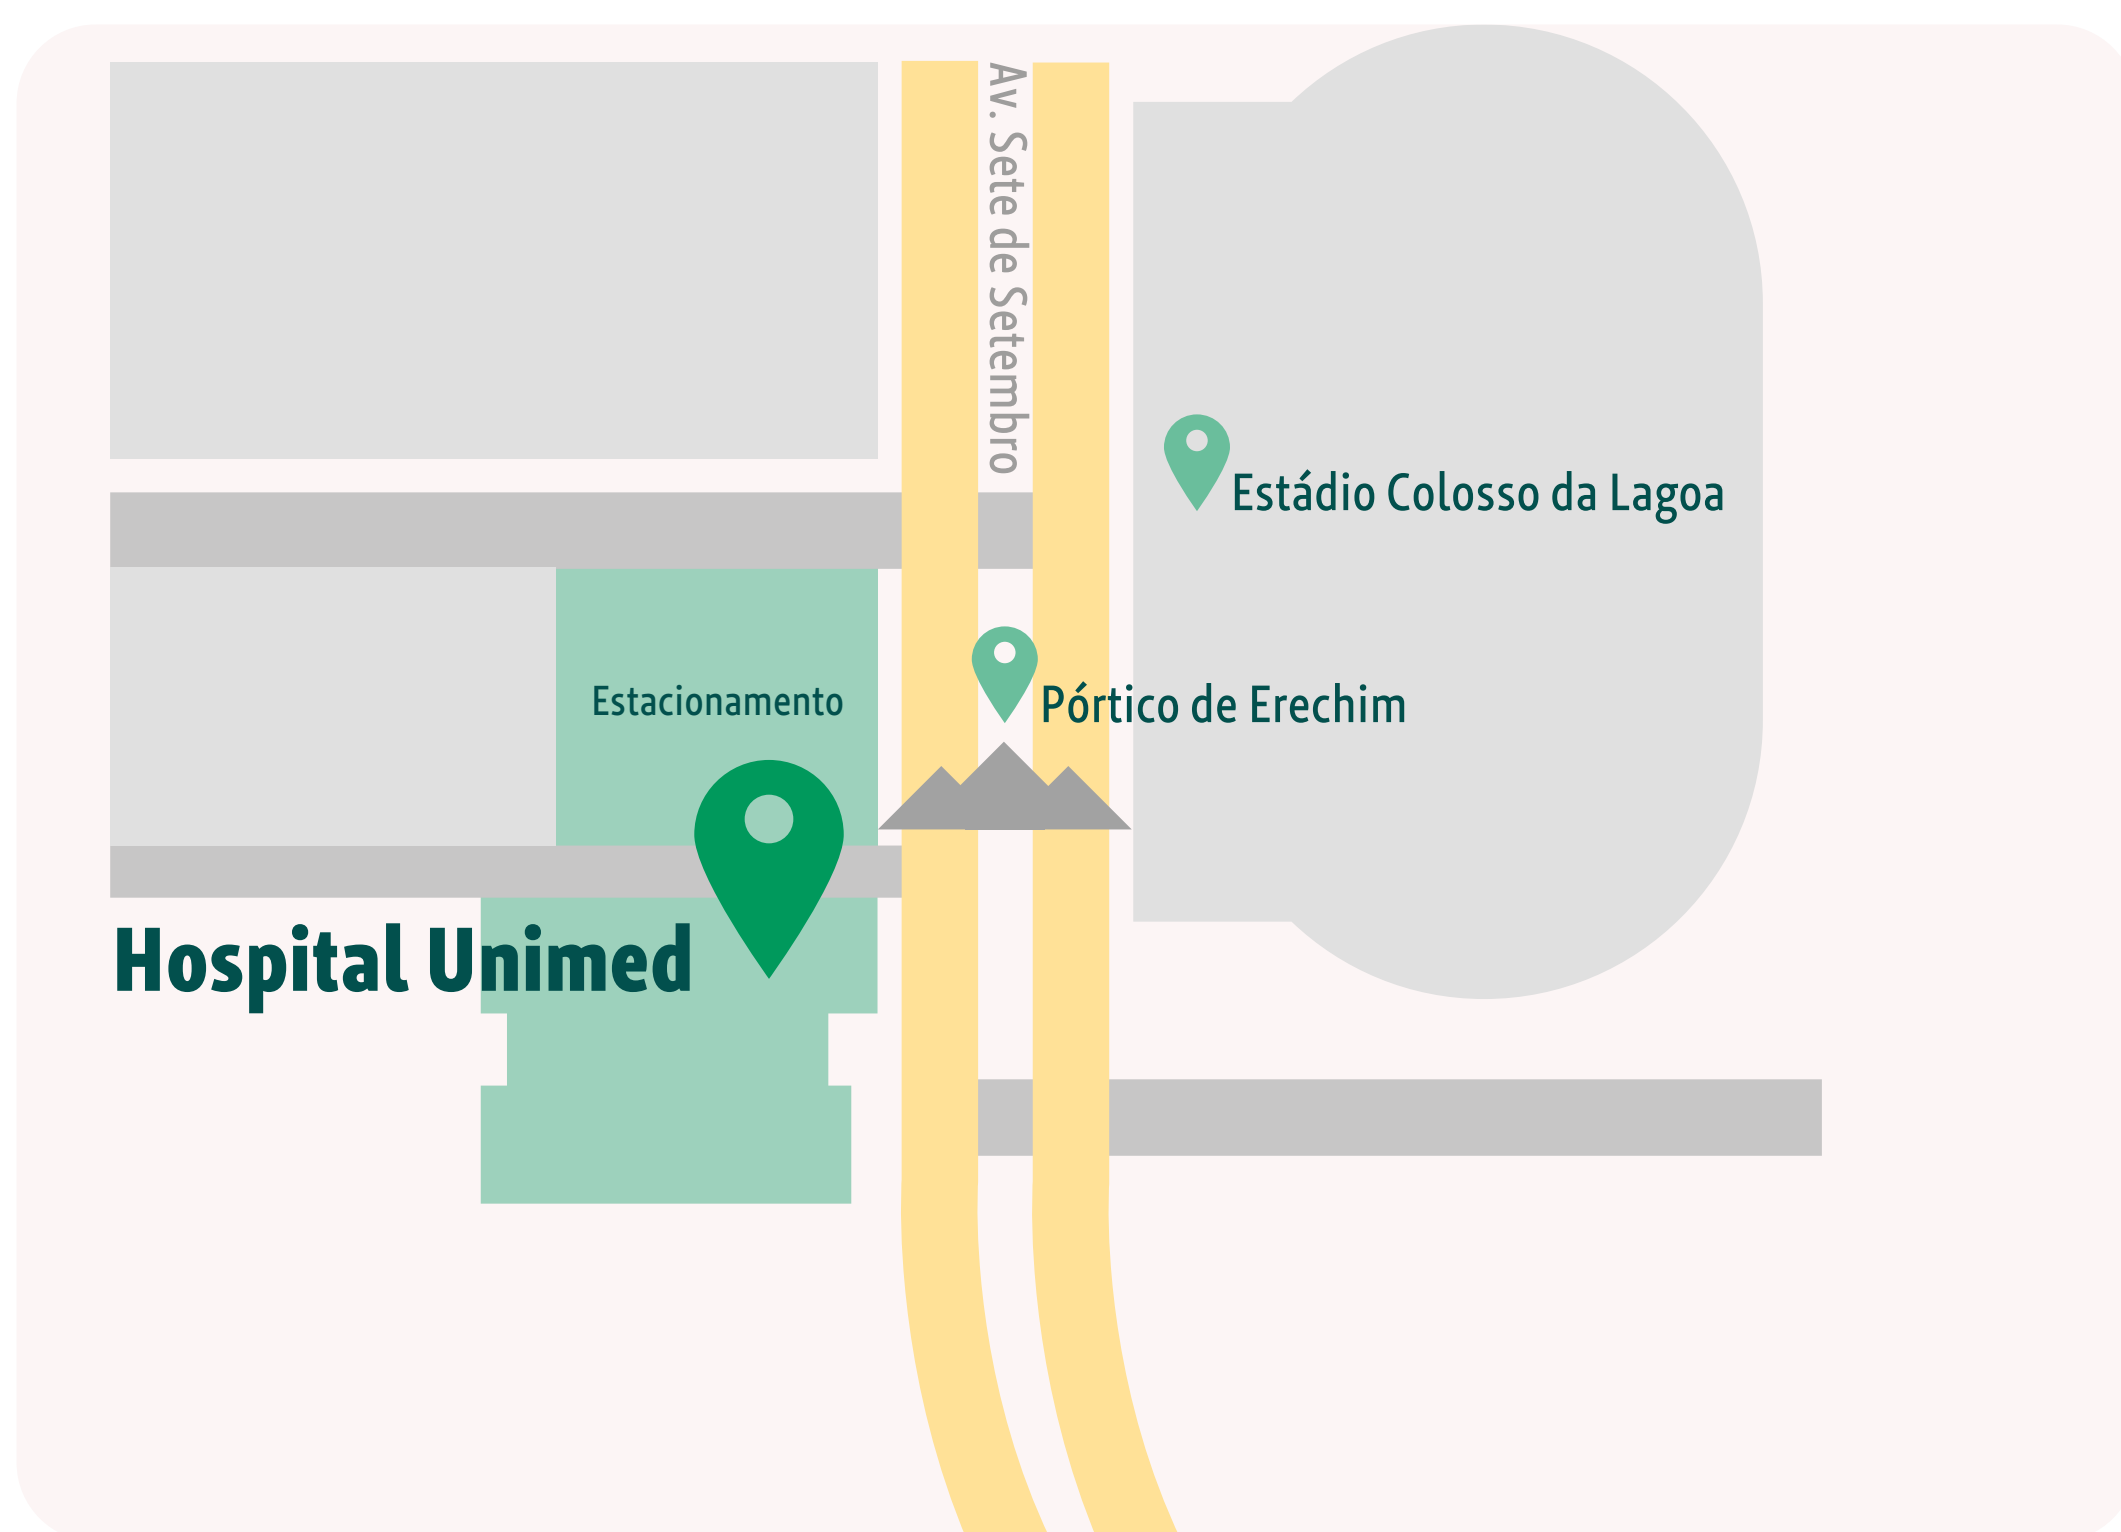 Av. Sete de Setembro
Estádio Colosso da Lagoa
Estacionamento
Pórtico de Erechim
Hospital Unimed